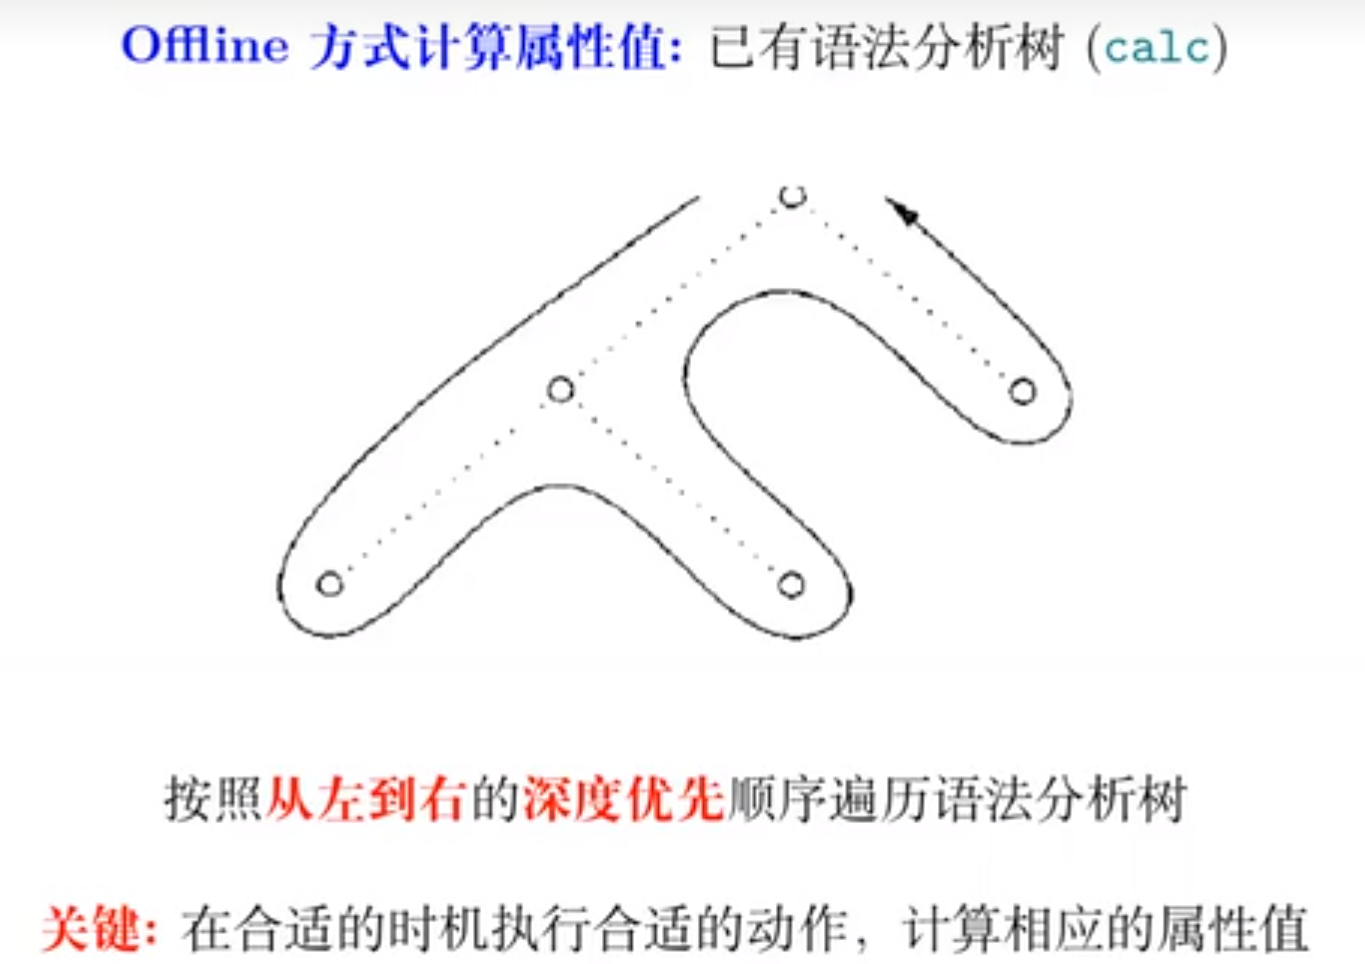 Offline 方式计算属性值: 已有语法分析树 (calc)
按照从左到右的深度优先顺序遍历语法分析树
关键: 在合适的时机执行合适的动作, 计算相应的属性值